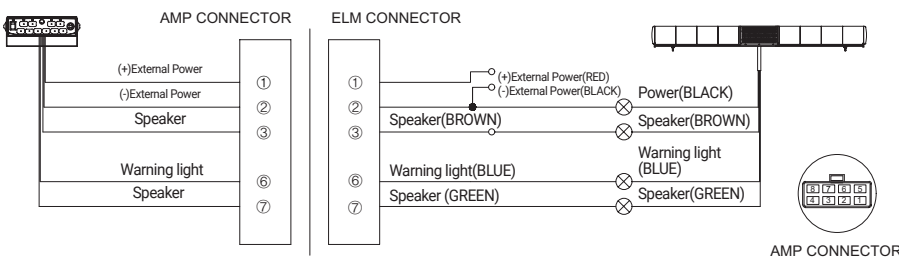 AMP CONNECTOR
ELM CONNECTOR
(+)External Power
①
(-)External Power
②
Speaker
③
Warning light
⑥
Speaker
⑦
①
(+)External Power(RED)
(-)External Power(BLACK)
②
Power(BLACK)
Speaker(BROWN)
③
Speaker(BROWN)
Warning light(BLUE)
⑥
Warning light
(BLUE)
Speaker (GREEN)
⑦
Speaker(GREEN)
8 7 6 5
4 3 2 1
AMP CONNECTOR